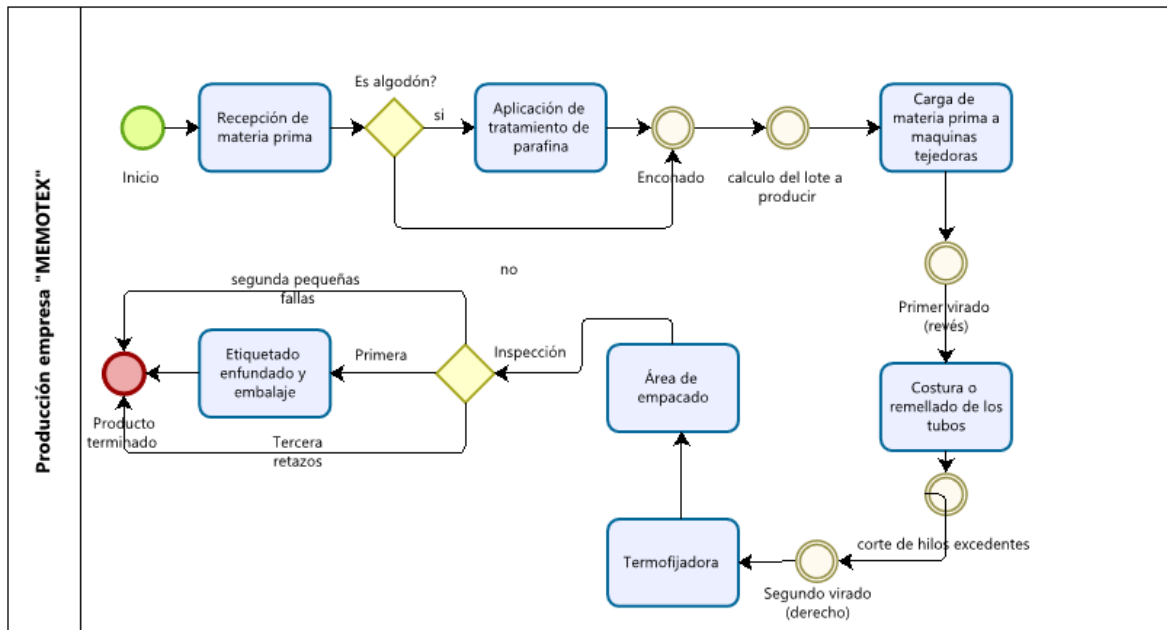 Producción empresa "MEMOTEX"
Inicio
Recepción de
materia prima
Es algodón?
si
Aplicación de
tratamiento de
parafina
Enconado
calculo del lote a
producir
Carga de
materia prima a
maquinas
tejedoras
no
Primer virado
(revés)
Costura o
remellado de los
tubos
corte de hilos excedentes
Segundo virado
(derecho)
Termofijadora
Área de
empacado
Inspección
segunda pequeñas
fallas
Primera
Tercera
retazos
Etiquetado
enfundado y
embalaje
Producto
terminado